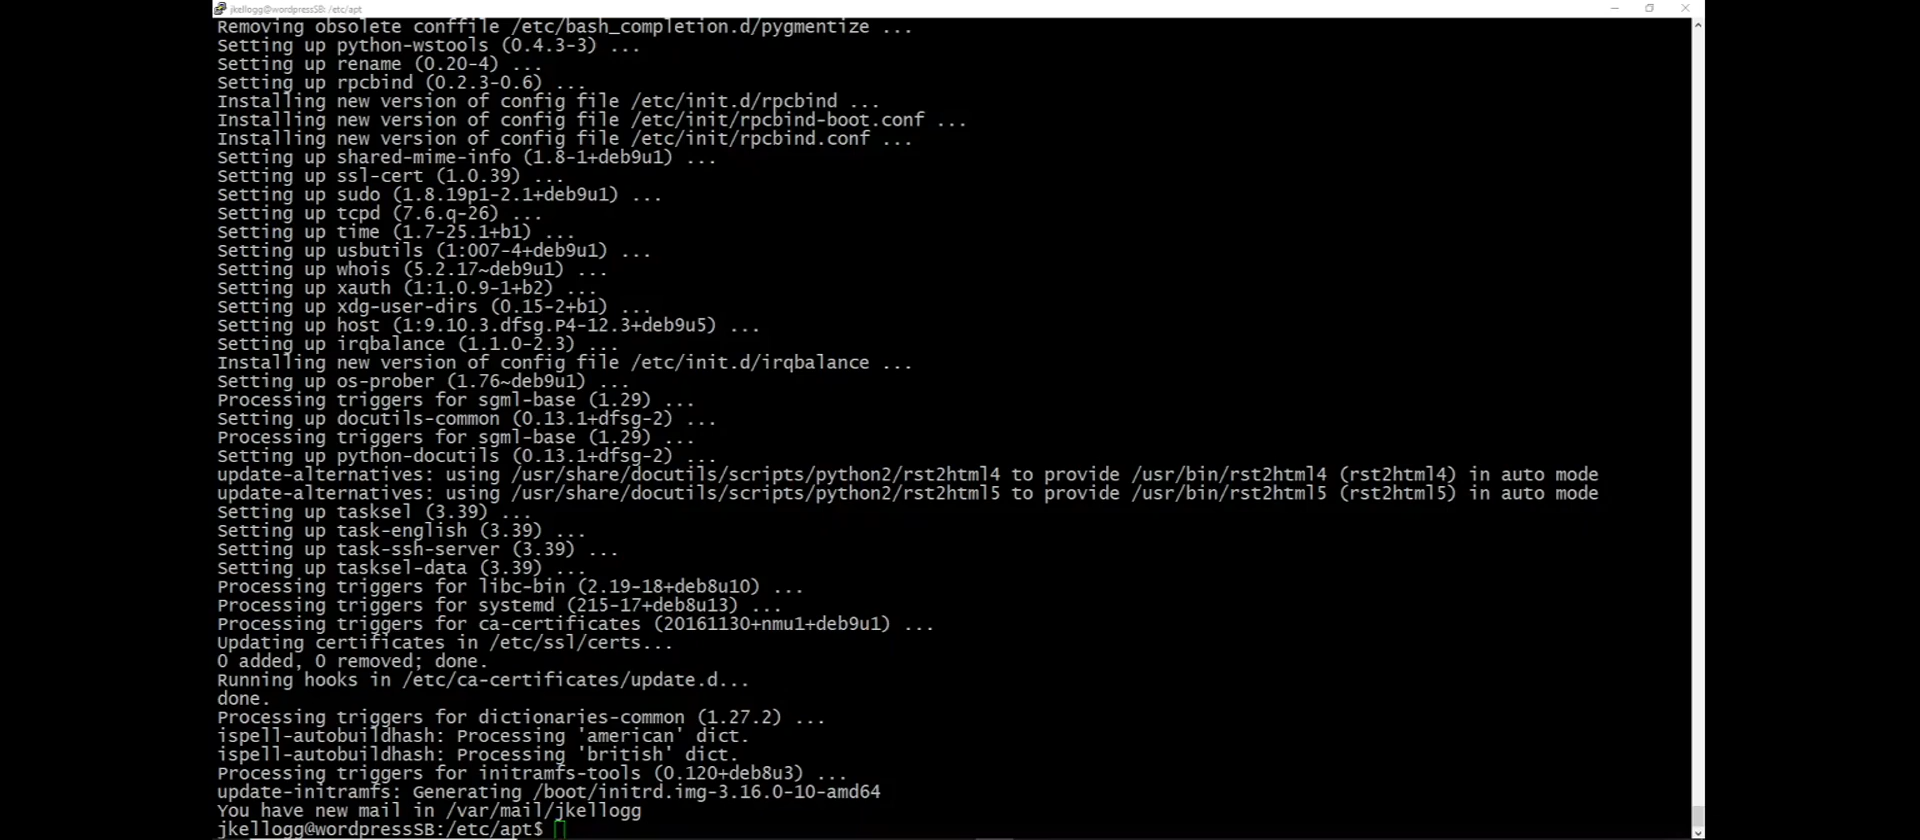 jkellogg@wordpressSB: /etc/apt
Removing obsolete conffile /etc/bash_completion.d/pygmentize ...
Setting up python-wstools (0.4.3-3) ...
Setting up rename (0.20-4) ...
Setting up rpcbind (0.2.3-0.6) ...
Installing new version of config file /etc/init.d/rpcbind ...
Installing new version of config file /etc/init/rpcbind-boot.conf ...
Installing new version of config file /etc/init/rpcbind.conf ...
Setting up shared-mime-info (1.8-1+deb9u1) ...
Setting up ssl-cert (1.0.39) ...
Setting up sudo (1.8.19p1-2.1+deb9u1) ...
Setting up tcpd (7.6.q-26) ...
Setting up time (1.7-25.1+b1) ...
Setting up usbutils (1:007-4+deb9u1) ...
Setting up whois (5.2.17~deb9u1) ...
Setting up xauth (1:1.0.9-1+b2) ...
Setting up xdg-user-dirs (0.15-2+b1) ...
Setting up host (1:9.10.3.dfsg.P4-12.3+deb9u5) ...
Setting up irqbalance (1.1.0-2.3) ...
Installing new version of config file /etc/init.d/irqbalance ...
Setting up os-prober (1.76~deb9u1) ...
Processing triggers for sgml-base (1.29) ...
Setting up docutils-common (0.13.1+dfsg-2) ...
Processing triggers for sgml-base (1.29) ...
Setting up python-docutils (0.13.1+dfsg-2) ...
update-alternatives: using /usr/share/docutils/scripts/python2/rst2html4 to provide /usr/bin/rst2html4 (rst2html4) in auto mode
update-alternatives: using /usr/share/docutils/scripts/python2/rst2html5 to provide /usr/bin/rst2html5 (rst2html5) in auto mode
Setting up tasksel (3.39) ...
Setting up task-english (3.39) ...
Setting up task-ssh-server (3.39) ...
Setting up tasksel-data (3.39) ...
Processing triggers for libc-bin (2.19-18+deb8u10) ...
Processing triggers for systemd (215-17+deb8u13) ...
Processing triggers for ca-certificates (20161130+nmu1+deb9u1) ...
Updating certificates in /etc/ssl/certs...
0 added, 0 removed; done.
Running hooks in /etc/ca-certificates/update.d...
done.
Processing triggers for dictionaries-common (1.27.2) ...
ispell-autobuildhash: Processing 'american' dict.
ispell-autobuildhash: Processing 'british' dict.
Processing triggers for initramfs-tools (0.120+deb8u3) ...
update-initramfs: Generating /boot/initrd.img-3.16.0-10-amd64
You have new mail in /var/mail/jkellogg
jkellogg@wordpressSB:/etc/apt$